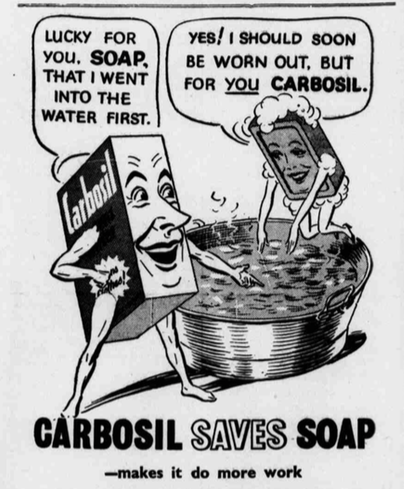 LUCKY FOR
YOU, SOAP,
THAT I WENT
INTO THE
WATER FIRST.
YES! I SHOULD SOON
BE WORN OUT, BUT
FOR YOU CARBOSIL.
Carbosil
CARBOSIL SAVES SOAP
—makes it do more work